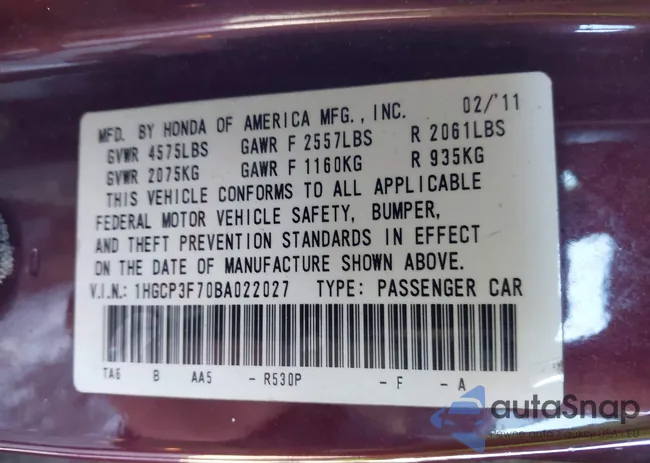 MFD. BY HONDA OF AMERICA MFG., INC. 02/'11
GVWR 4575LBS GAWR F 2557LBS R 2061LBS
GVWR 2075KG GAWR F 1160KG R 935KG
THIS VEHICLE CONFORMS TO ALL APPLICABLE
FEDERAL MOTOR VEHICLE SAFETY, BUMPER,
AND THEFT PREVENTION STANDARDS IN EFFECT
ON THE DATE OF MANUFACTURE SHOWN ABOVE.
V.I.N.: 1HGCP3F70BA022027 TYPE: PASSENGER CAR
TA6 B AA5 - R530P - F - A
autaSnap